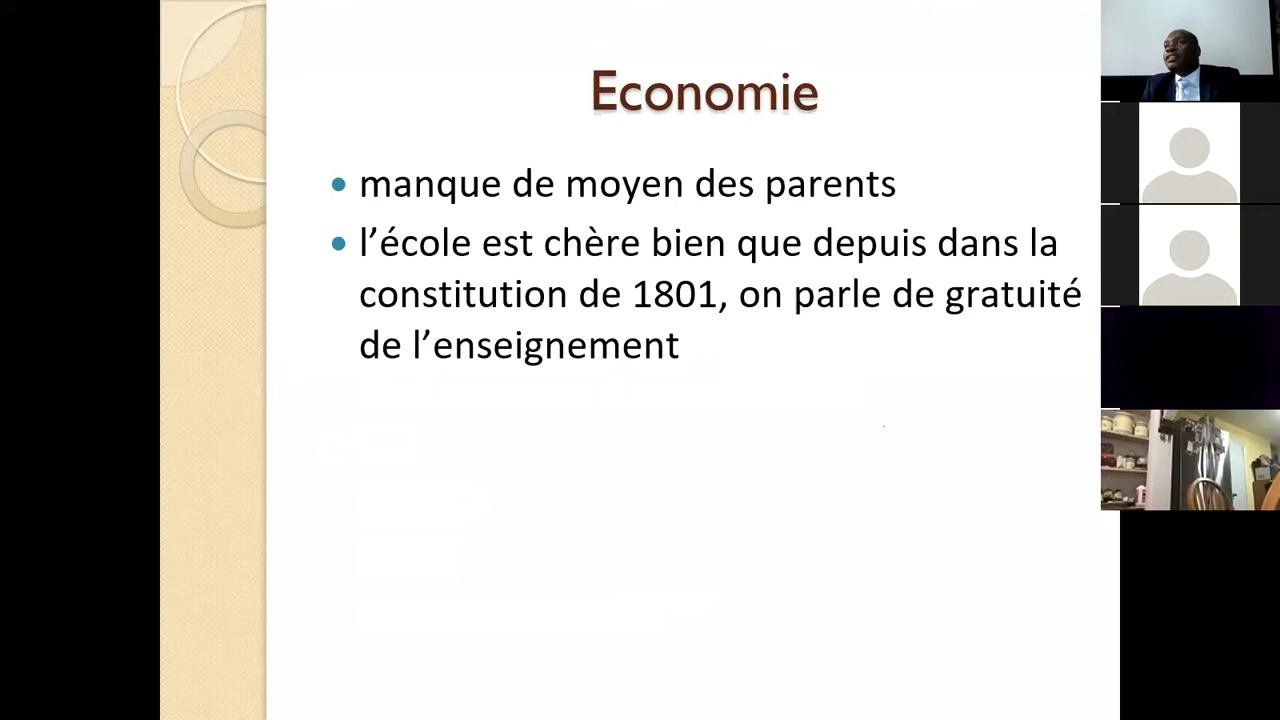 Economie
manque de moyen des parents
l’école est chère bien que depuis dans la
constitution de 1801, on parle de gratuité
de l’enseignement